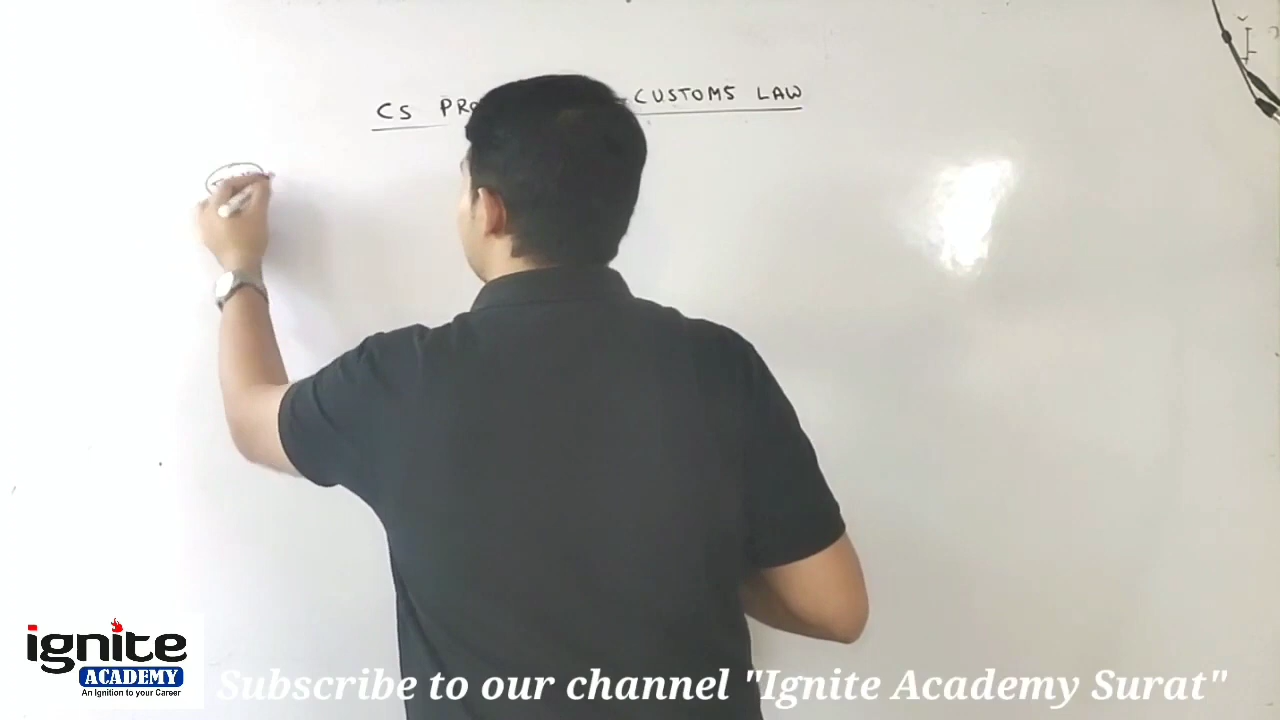 CS PRO CUSTOMS LAW
ignite
ACADEMY
An Ignition to your Career
Subscribe to our channel "Ignite Academy Surat"